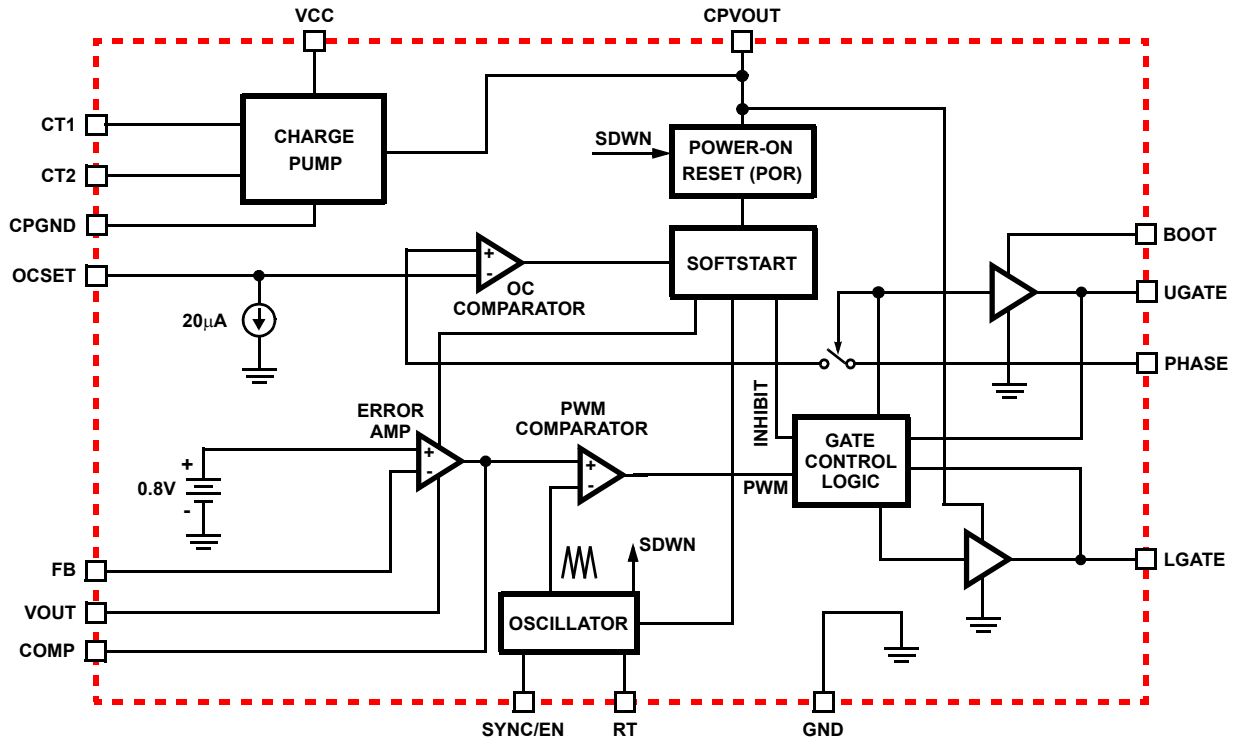 VCC
CPVOUT
CT1
CHARGE
PUMP
SDWN
POWER-ON
RESET (POR)
CT2
CPGND
BOOT
OCSET
+
-
OC
COMPARATOR
SOFTSTART
UGATE
20μA
PHASE
INHIBIT
ERROR
AMP
PWM
COMPARATOR
+
0.8V
-
+
-
+
-
PWM
GATE
CONTROL
LOGIC
SDWN
FB
LGATE
VOUT
OSCILLATOR
COMP
SYNC/EN
RT
GND